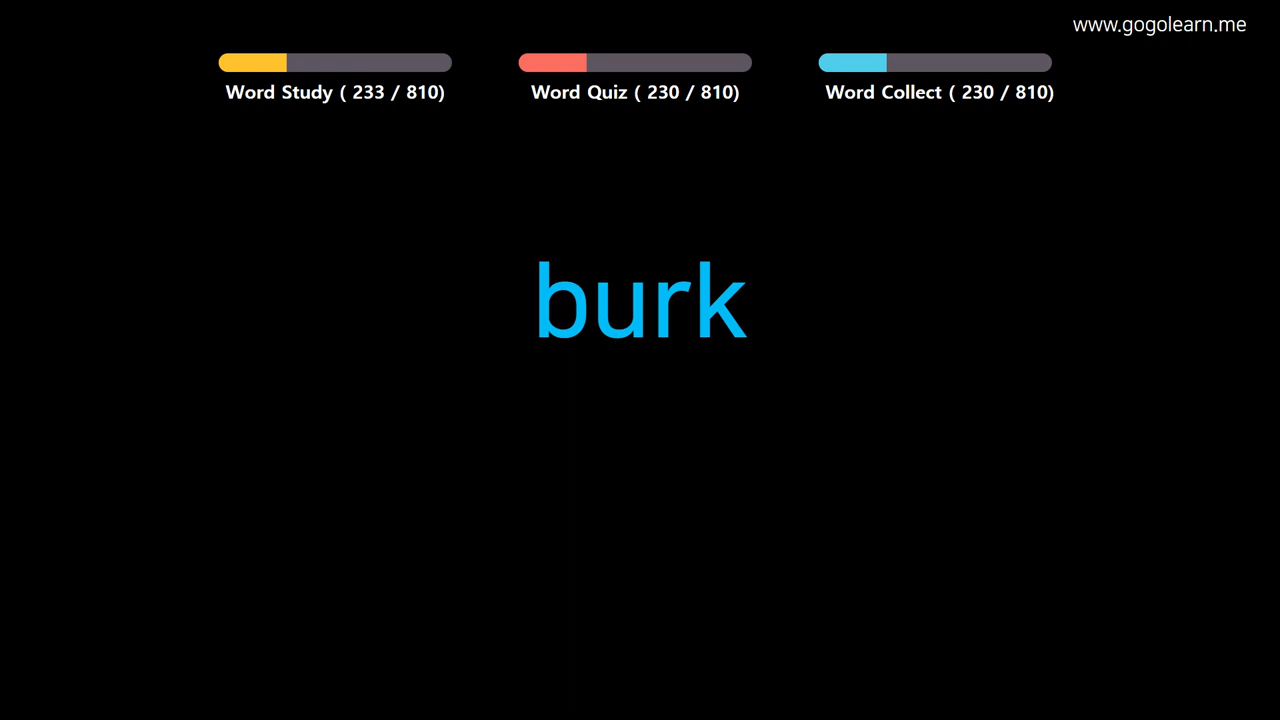 www.gogolearn.me
Word Study ( 233 / 810)
Word Quiz ( 230 / 810)
Word Collect ( 230 / 810)
burk